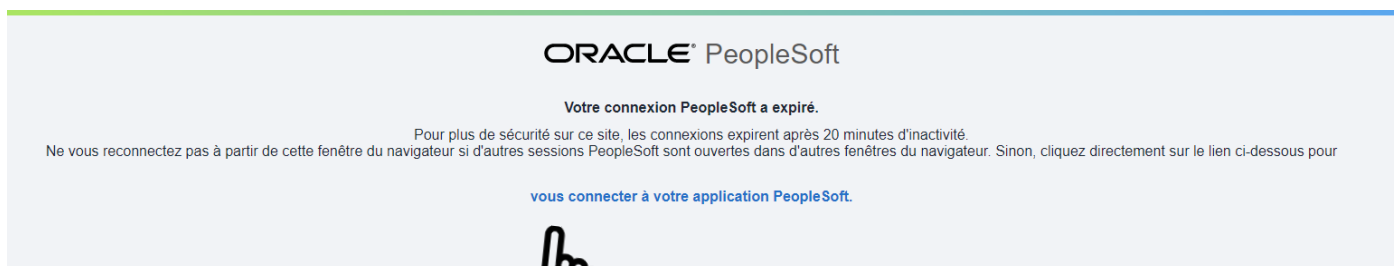 ORACLE® PeopleSoft
Votre connexion PeopleSoft a expiré.
Pour plus de sécurité sur ce site, les connexions expirent après 20 minutes d'inactivité.
Ne vous reconnectez pas à partir de cette fenêtre du navigateur si d'autres sessions PeopleSoft sont ouvertes dans d'autres fenêtres du navigateur. Sinon, cliquez directement sur le lien ci-dessous pour
vous connecter à votre application PeopleSoft.